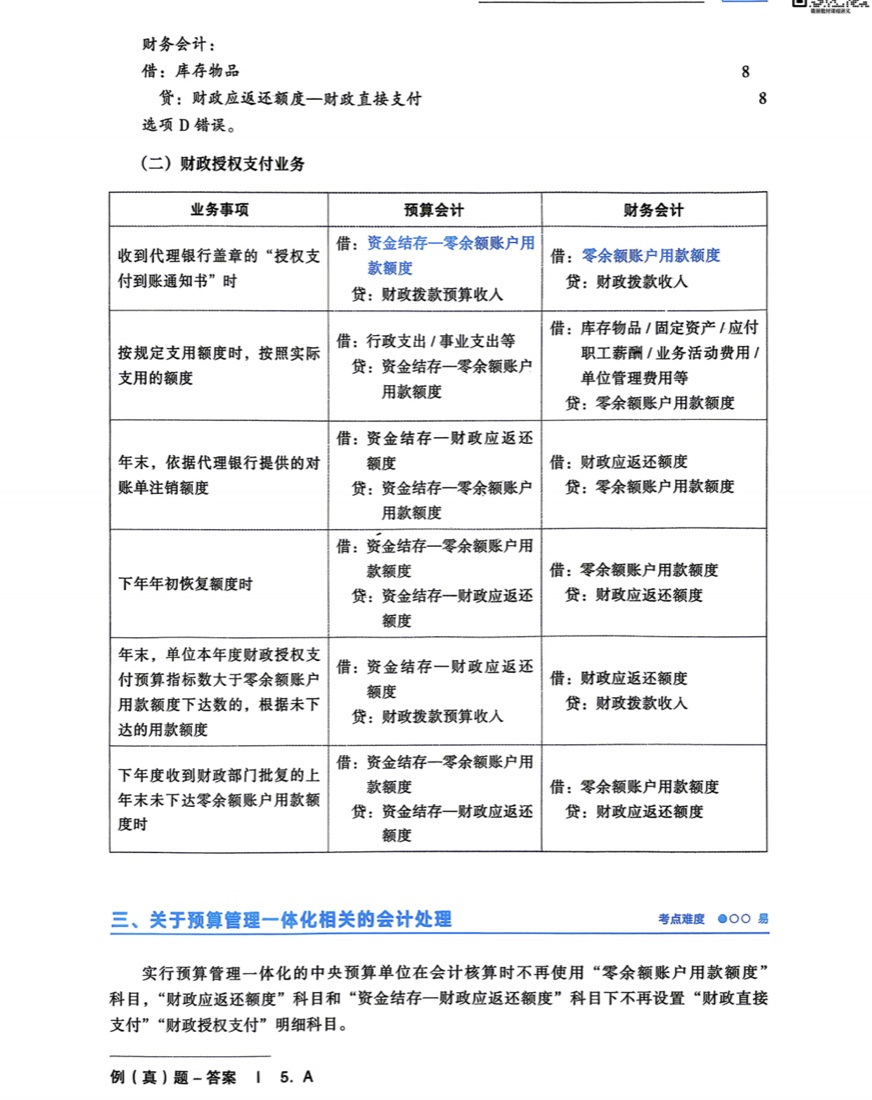 财务会计：
借：库存物品 8
贷：财政应返还额度—财政直接支付 8
选项 D 错误。
（二）财政授权支付业务
业务事项 预算会计 财务会计
收到代理银行盖章的“授权支
付到账通知书”时
借：资金结存—零余额账户用
款额度
贷：财政拨款预算收入
借：零余额账户用款额度
贷：财政拨款收入
按规定支用额度时，按照实际
支用的额度
借：行政支出 / 事业支出等
贷：资金结存—零余额账户
用款额度
借：库存物品 / 固定资产 / 应付
职工薪酬 / 业务活动费用 /
单位管理费用等
贷：零余额账户用款额度
年末，依据代理银行提供的对
账单注销额度
借：资金结存—财政应返还
额度
贷：资金结存—零余额账户
用款额度
借：财政应返还额度
贷：零余额账户用款额度
下年年初恢复额度时
借：资金结存—零余额账户用
款额度
贷：资金结存—财政应返还
额度
借：零余额账户用款额度
贷：财政应返还额度
年末，单位本年度财政授权支
付预算指标数大于零余额账户
用款额度下达数的，根据未下
达的用款额度
借：资金结存—财政应返还
额度
贷：财政拨款预算收入
借：财政应返还额度
贷：财政拨款收入
下年度收到财政部门批复的上
年末未下达零余额账户用款额
度时
借：资金结存—零余额账户用
款额度
贷：资金结存—财政应返还
额度
借：零余额账户用款额度
贷：财政应返还额度
三、关于预算管理一体化相关的会计处理 考点难度 易
实行预算管理一体化的中央预算单位在会计核算时不再使用“零余额账户用款额度”
科目，“财政应返还额度”科目和“资金结存—财政应返还额度”科目下不再设置“财政直接
支付”“财政授权支付”明细科目。
例（真）题－答案 | 5. A